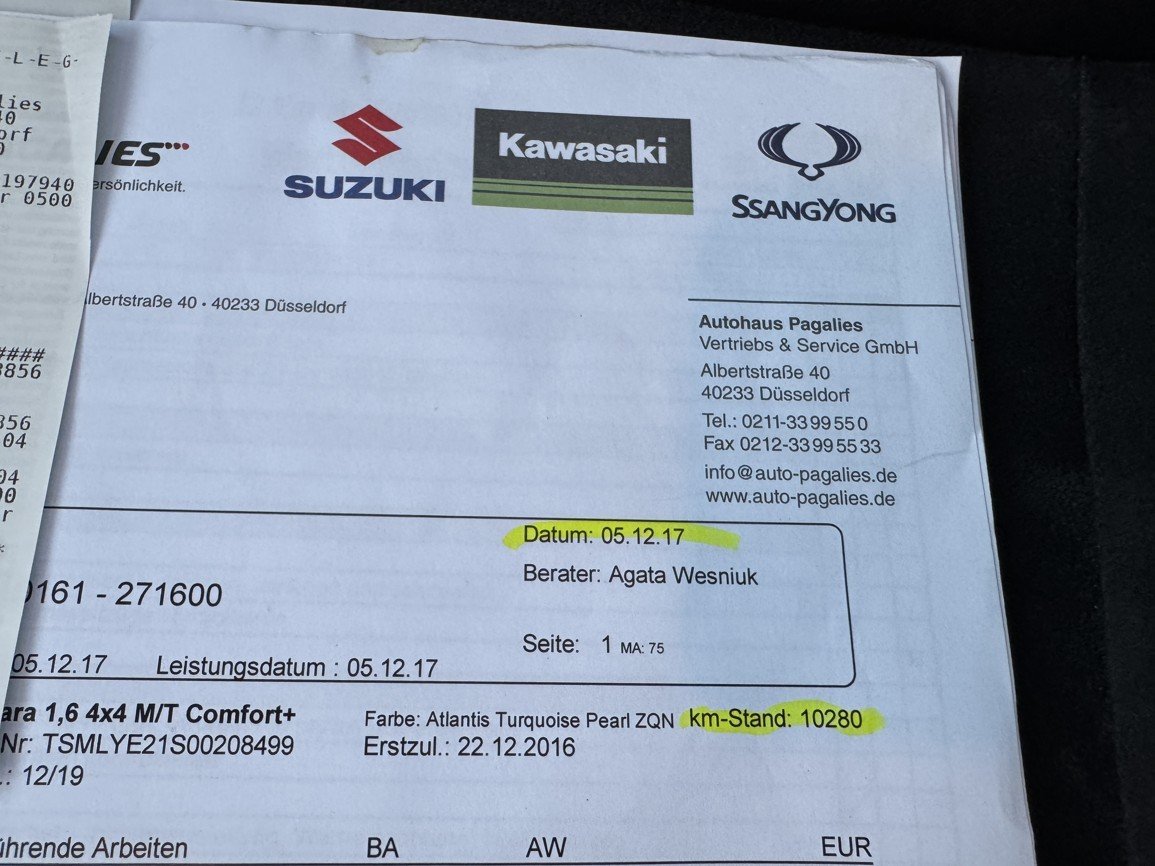 -L-E-G-
lies
40
orf
0
197940
r 0500
####
3856
856
04
04
00
r
*
IES
ersönlichkeit.
SUZUKI
Kawasaki
SSANGYONG
lbertstraße 40 • 40233 Düsseldorf
Autohaus Pagalies
Vertriebs & Service GmbH
Albertstraße 40
40233 Düsseldorf
Tel.: 0211-33 99 55 0
Fax 0212-33 99 55 33
info@auto-pagalies.de
www.auto-pagalies.de
Datum: 05.12.17
Berater: Agata Wesniuk
0161 - 271600
Seite: 1 MA: 75
05.12.17 Leistungsdatum : 05.12.17
ara 1,6 4x4 M/T Comfort+ Farbe: Atlantis Turquoise Pearl ZQN km-Stand: 10280
Nr: TSMLYE21S00208499 Erstzul.: 22.12.2016
.: 12/19
ührende Arbeiten BA AW EUR